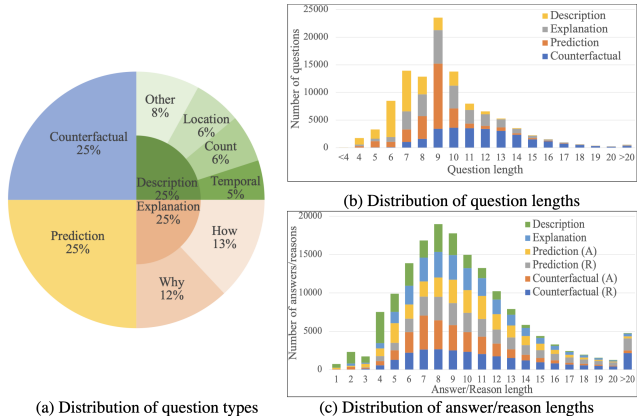 Other
8%
Location
6%
Count
6%
Temporal
5%
Description
25%
Counterfactual
25%
Explanation
25%
Prediction
25%
How
13%
Why
12%
(a) Distribution of question types
25000
20000
15000
10000
5000
0
Number of questions
Description
Explanation
Prediction
Counterfactual
<4 4 5 6 7 8 9 10 11 12 13 14 15 16 17 18 19 20 >20
Question length
(b) Distribution of question lengths
20000
15000
10000
5000
0
Number of answers/reasons
Description
Explanation
Prediction (A)
Prediction (R)
Counterfactual (A)
Counterfactual (R)
1 2 3 4 5 6 7 8 9 10 11 12 13 14 15 16 17 18 19 20 >20
Answer/Reason length
(c) Distribution of answer/reason lengths